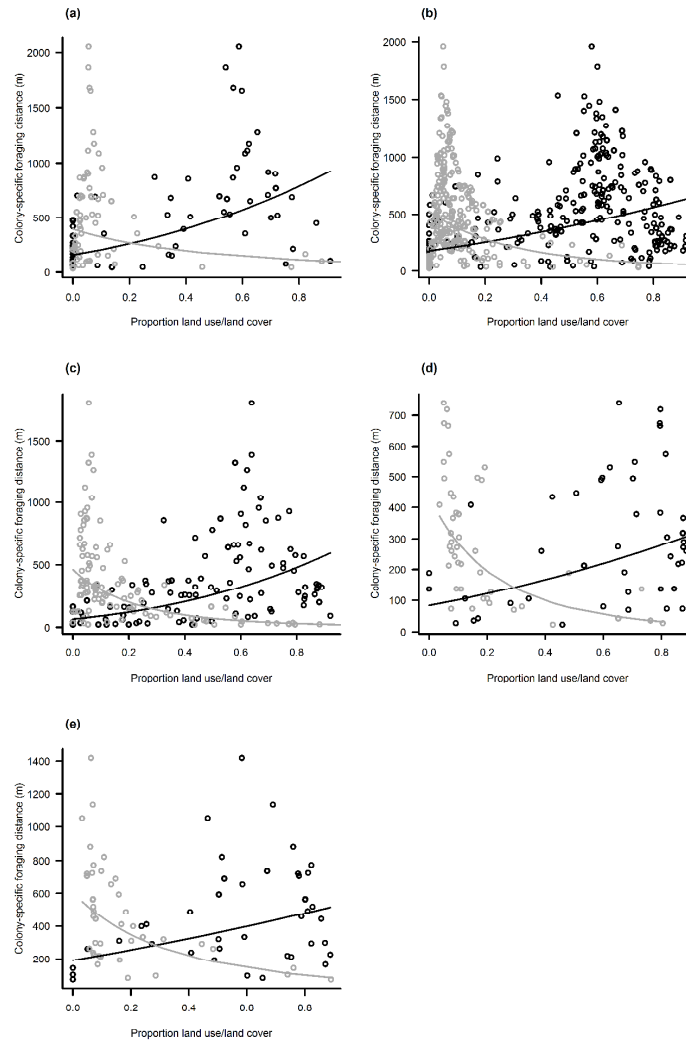 (a)
2000
1500
1000
500
0
Colony-specific foraging distance (m)
0.0 0.2 0.4 0.6 0.8
Proportion land use/land cover
(b)
2000
1500
1000
500
0
Colony-specific foraging distance (m)
0.0 0.2 0.4 0.6 0.8
Proportion land use/land cover
(c)
1500
1000
500
0
Colony-specific foraging distance (m)
0.0 0.2 0.4 0.6 0.8
Proportion land use/land cover
(d)
700
600
500
400
300
200
100
0
Colony-specific foraging distance (m)
0.0 0.2 0.4 0.6 0.8
Proportion land use/land cover
(e)
1400
1200
1000
800
600
400
200
Colony-specific foraging distance (m)
0.0 0.2 0.4 0.6 0.8
Proportion land use/land cover